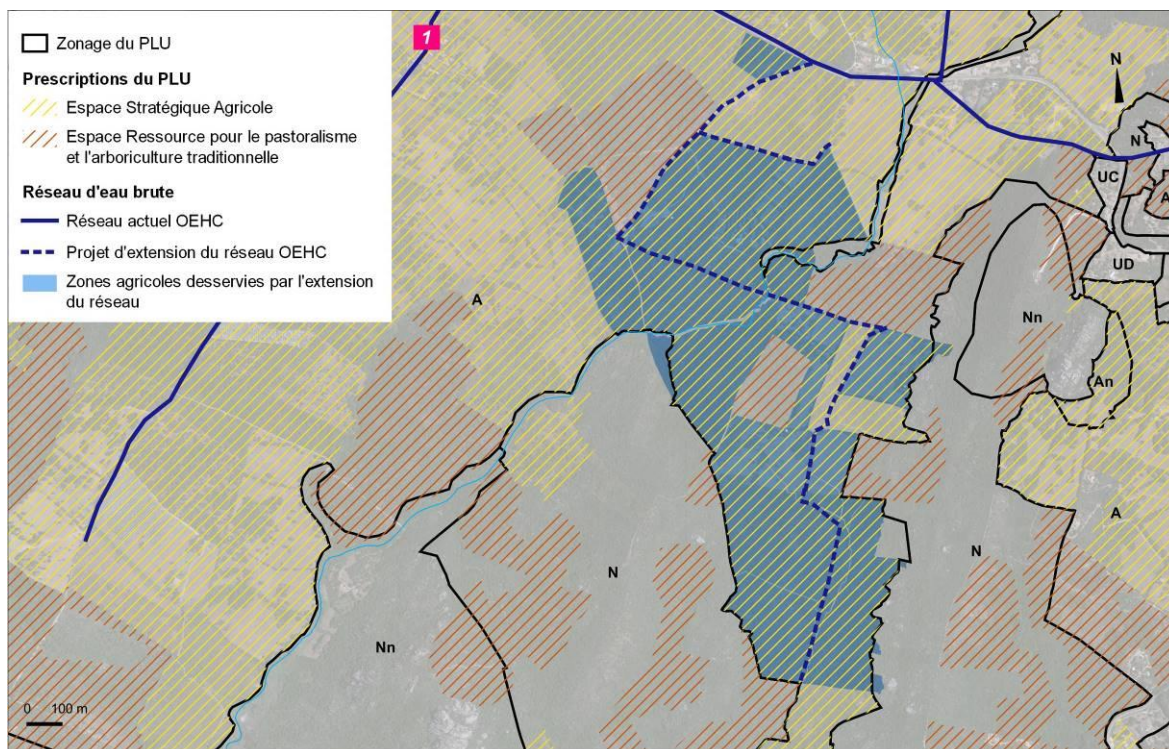 Zonage du PLU
Prescriptions du PLU
Espace Stratégique Agricole
Espace Ressource pour le pastoralisme
et l'arboriculture traditionnelle
Réseau d'eau brute
Réseau actuel OEHC
Projet d'extension du réseau OEHC
Zones agricoles desservies par l'extension
du réseau
1
N
N
UC
A
UD
A
Nn
An
A
N
N
Nn
0 100 m